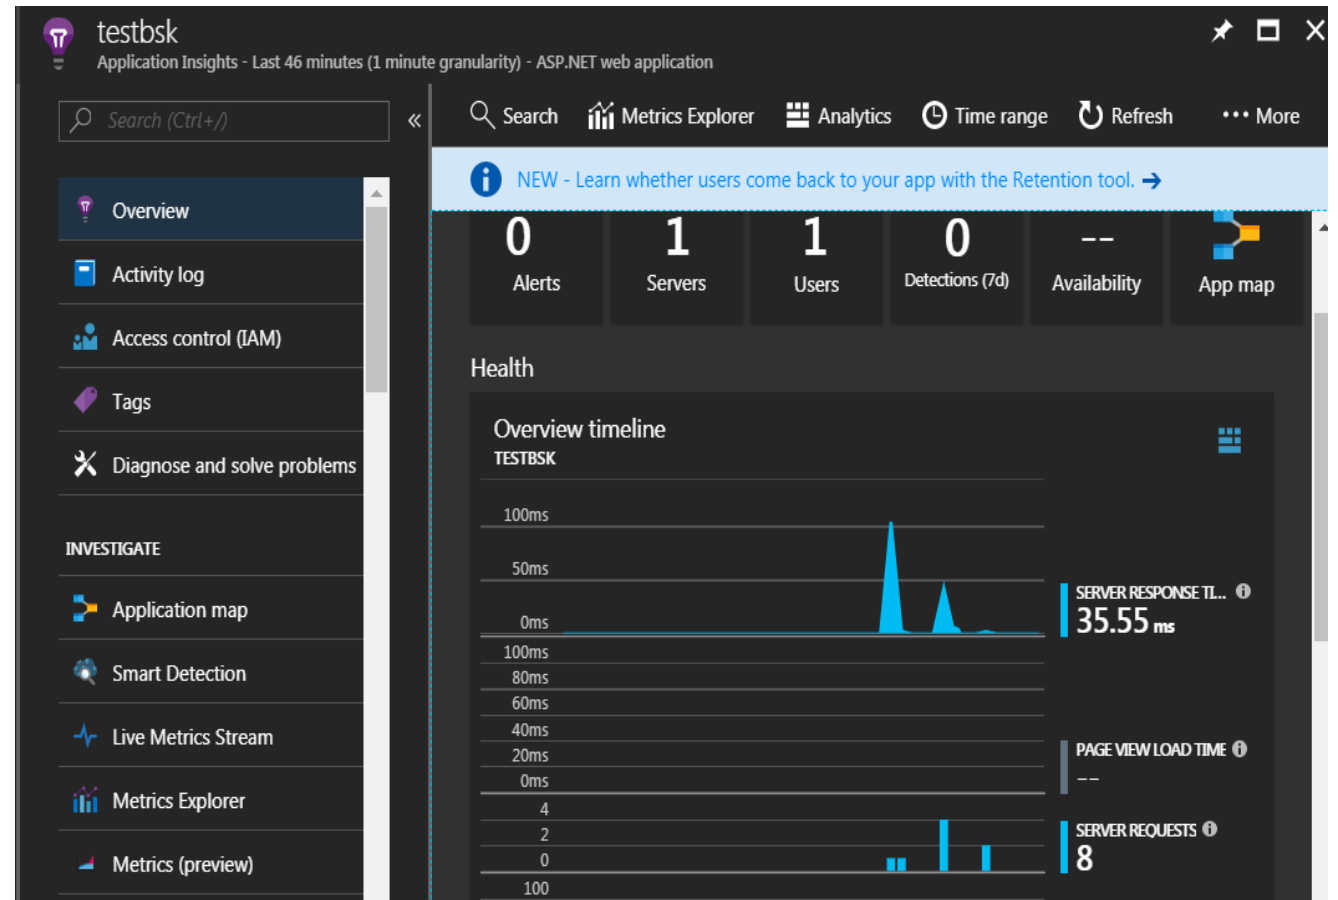 testbsk
Application Insights - Last 46 minutes (1 minute granularity) - ASP.NET web application
Search (Ctrl+/)
«
Overview
Activity log
Access control (IAM)
Tags
Diagnose and solve problems
INVESTIGATE
Application map
Smart Detection
Live Metrics Stream
Metrics Explorer
Metrics (preview)
Search Metrics Explorer Analytics Time range Refresh ••• More
NEW - Learn whether users come back to your app with the Retention tool. →
0 1 1 0 -- 
Alerts Servers Users Detections (7d) Availability App map
Health
Overview timeline
TESTBSK
100ms
50ms
0ms
SERVER RESPONSE TI...
35.55 ms
100ms
80ms
60ms
40ms
20ms
0ms
PAGE VIEW LOAD TIME
--
4
2
0
SERVER REQUESTS
8
100